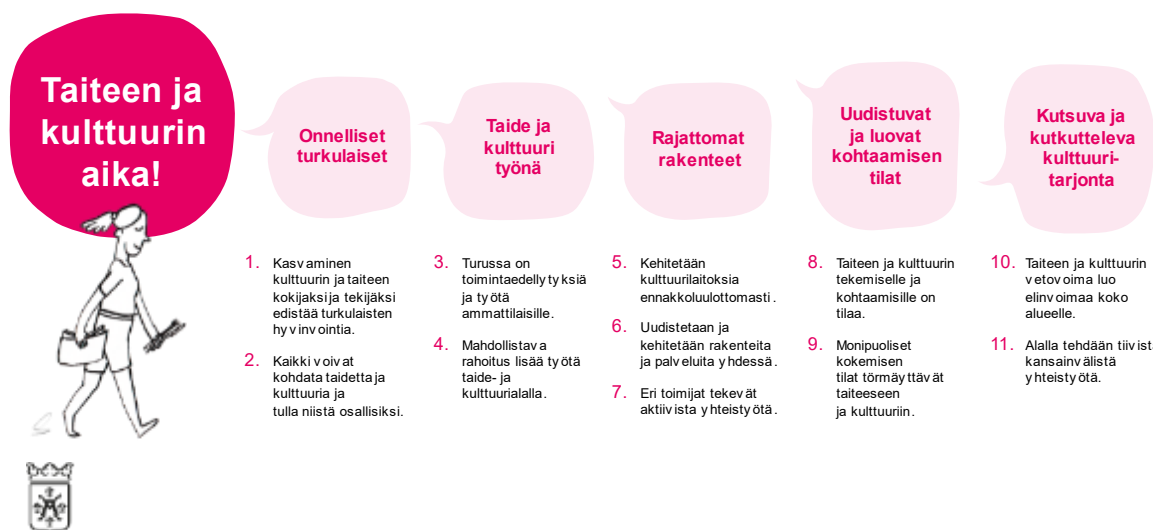 Taiteen ja
kulttuurin
aika!
Onnelliset
turkulaiset
1. Kasvaminen
kulttuurin ja taiteen
kokijaksi ja tekijäksi
edistää turkulaisten
hyvinvointia.
2. Kaikki voivat
kohdata taidetta ja
kulttuuria ja
tulla niistä osallisiksi.
Taide ja
kulttuuri
työnä
3. Turussa on
toimintaedellytyksiä
ja työtä
ammattilaisille.
4. Mahdollistava
rahoitus lisää työtä
taide- ja
kulttuurialalla.
Rajattomat
rakenteet
5. Kehitetään
kulttuurilaitoksia
ennakkoluulottomasti.
6. Uudistetaan ja
kehitetään rakenteita
ja palveluita yhdessä.
7. Eri toimijat tekevät
aktiivista yhteistyötä.
Uudistuvat
ja luovat
kohtaamisen
tilat
8. Taiteen ja kulttuurin
tekemiselle ja
kohtaamisille on
tilaa.
9. Monipuoliset
kokemisen
tilat törmäyttävät
taiteeseen
ja kulttuuriin.
Kutsuva ja
kutkutteleva
kulttuuri-
tarjonta
10. Taiteen ja kulttuurin
vetovoima luo
elinvoimaa koko
alueelle.
11. Alalla tehdään tiivist
kansainvälistä
yhteistyötä.